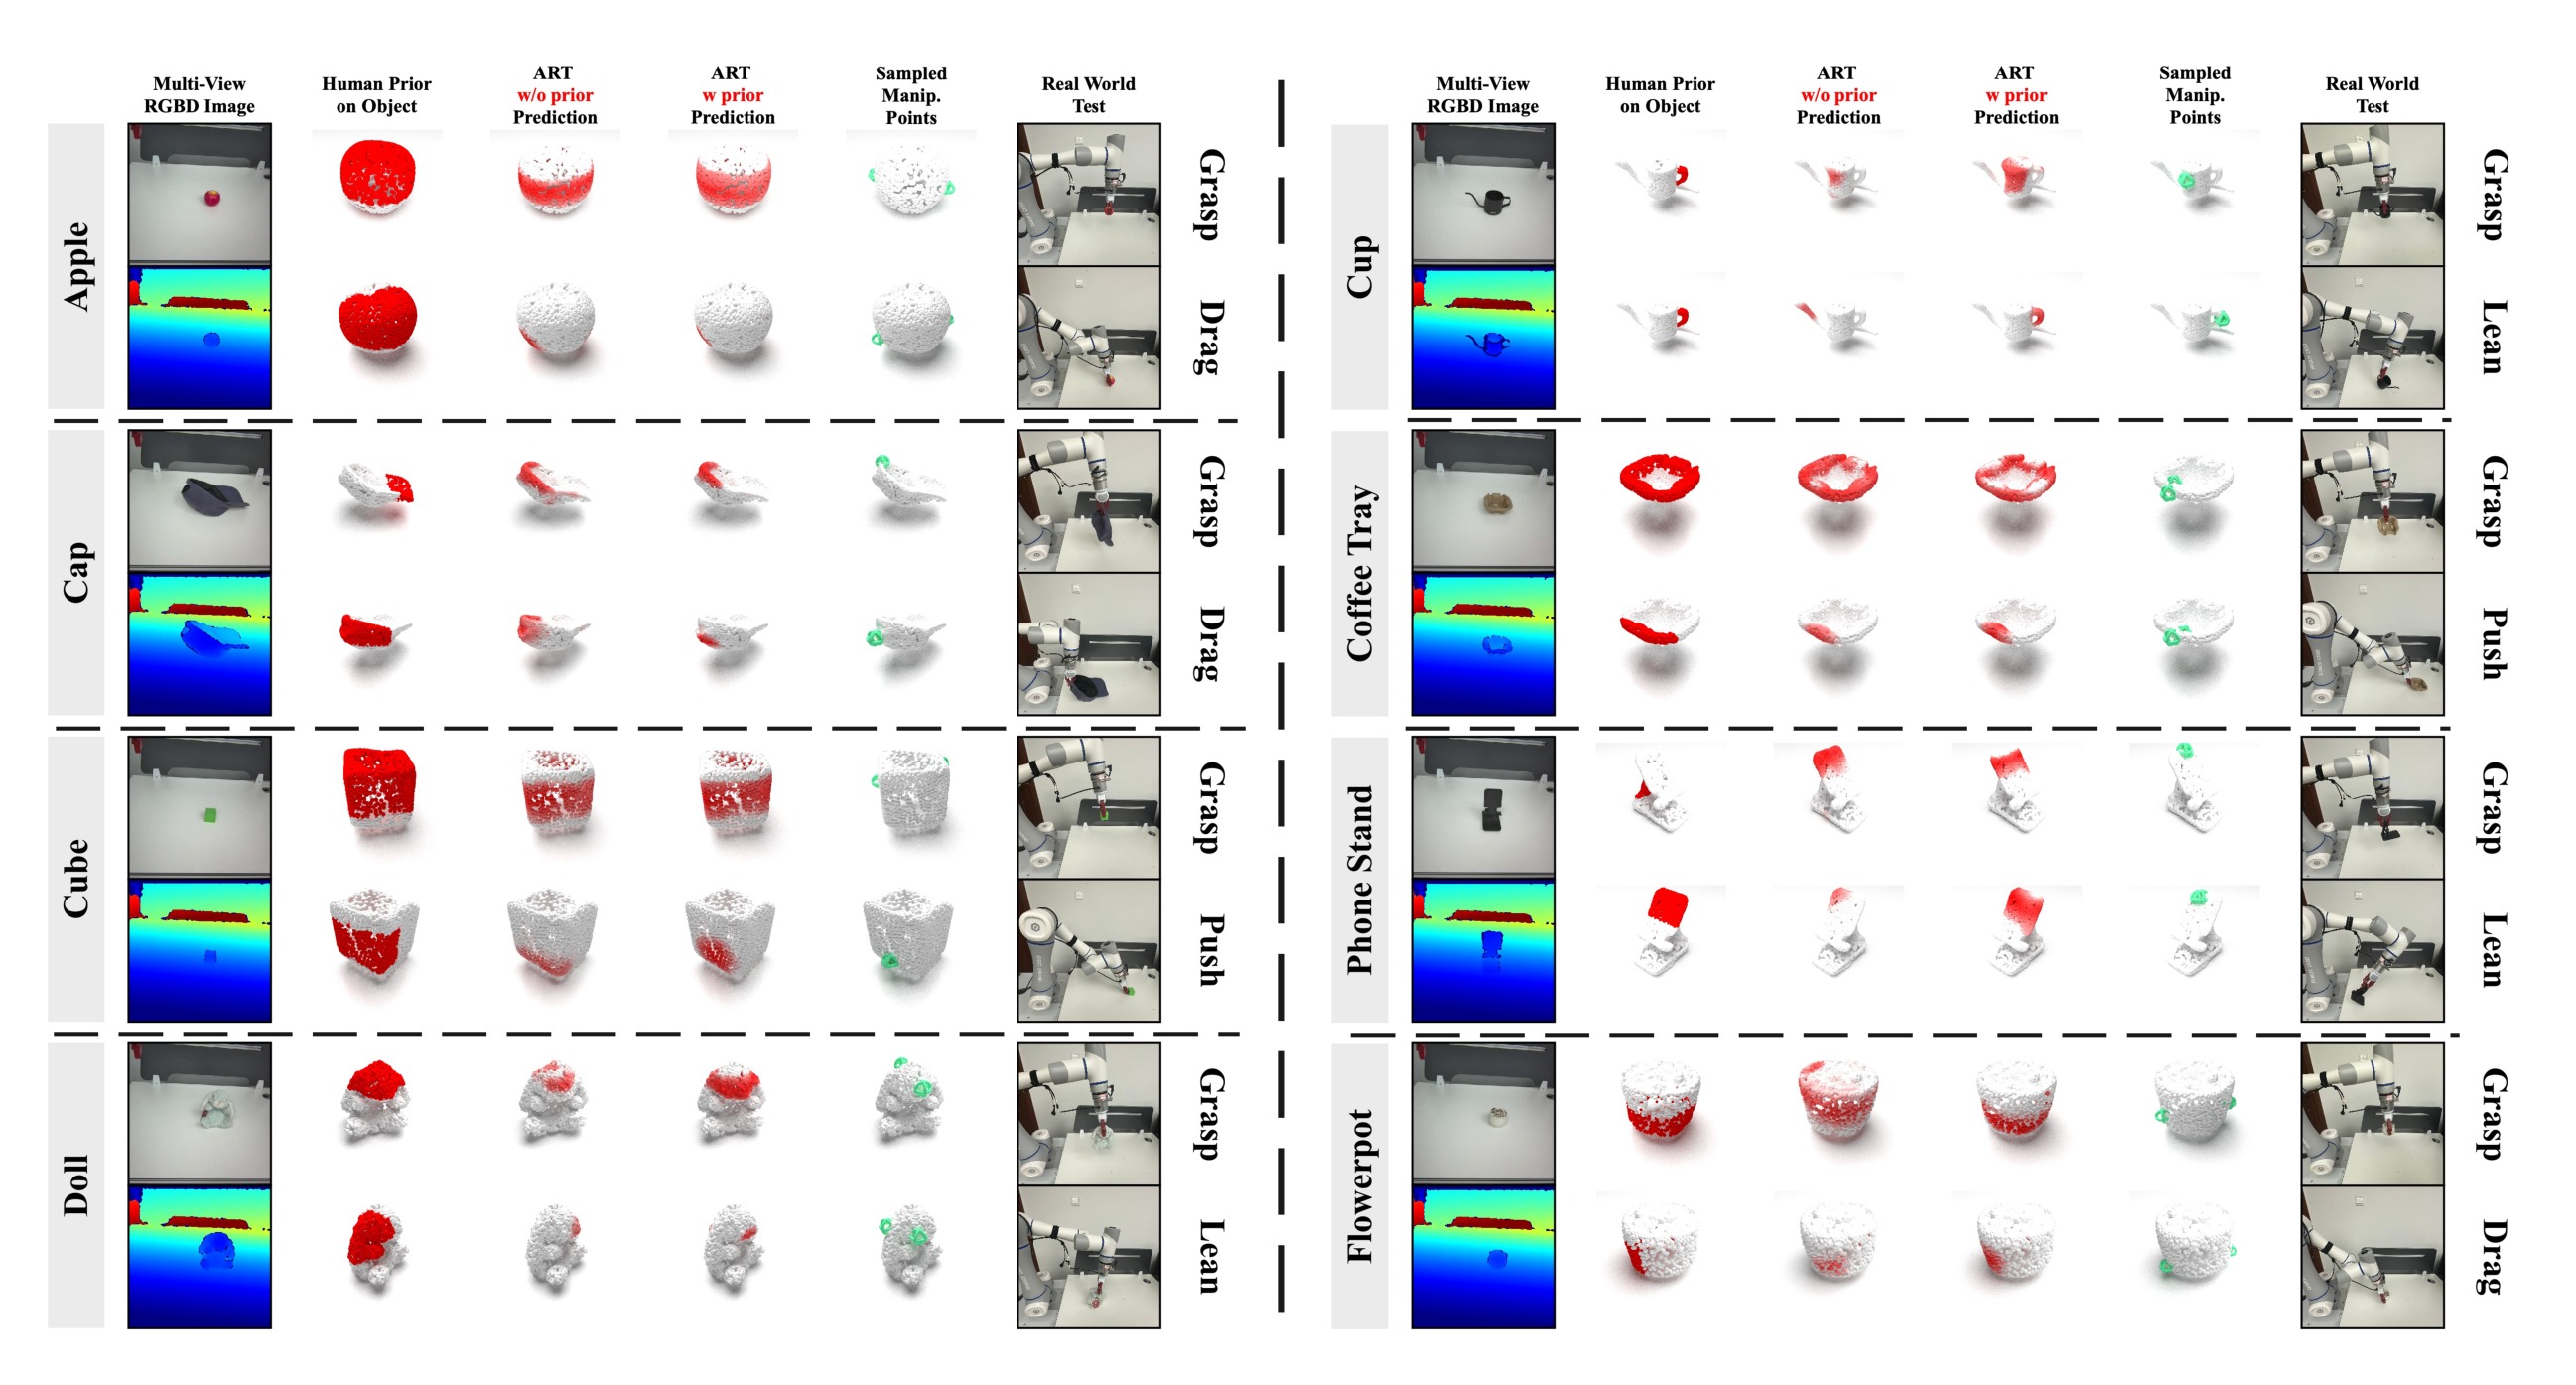 Multi-View
RGBD Image
Human Prior
on Object
ART
w/o prior
Prediction
ART
w prior
Prediction
Sampled
Manip.
Points
Real World
Test
Apple
Grasp
Drag
Cap
Grasp
Drag
Cube
Grasp
Push
Doll
Grasp
Lean
Multi-View
RGBD Image
Human Prior
on Object
ART
w/o prior
Prediction
ART
w prior
Prediction
Sampled
Manip.
Points
Real World
Test
Cup
Grasp
Lean
Coffee Tray
Grasp
Push
Phone Stand
Grasp
Lean
Flowerpot
Grasp
Drag